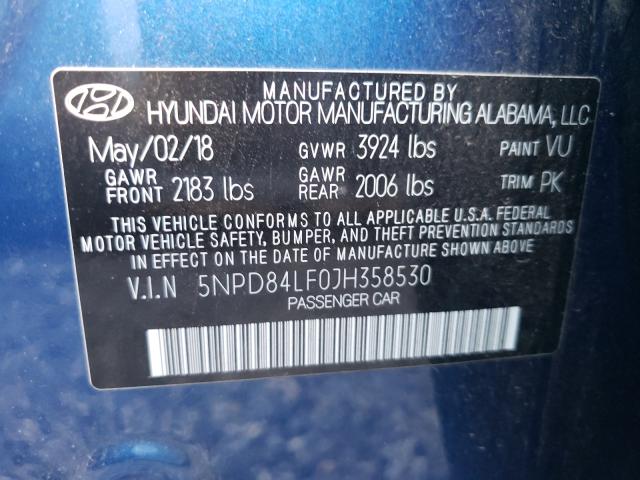 MANUFACTURED BY
HYUNDAI MOTOR MANUFACTURING ALABAMA, LLC
May/02/18 GVWR 3924 lbs PAINT VU
GAWR FRONT 2183 lbs GAWR REAR 2006 lbs TRIM PK
THIS VEHICLE CONFORMS TO ALL APPLICABLE U.S.A. FEDERAL
MOTOR VEHICLE SAFETY, BUMPER, AND THEFT PREVENTION STANDARDS
IN EFFECT ON THE DATE OF MANUFACTURE SHOWN ABOVE.
V.I.N 5NPD84LF0JH358530
PASSENGER CAR